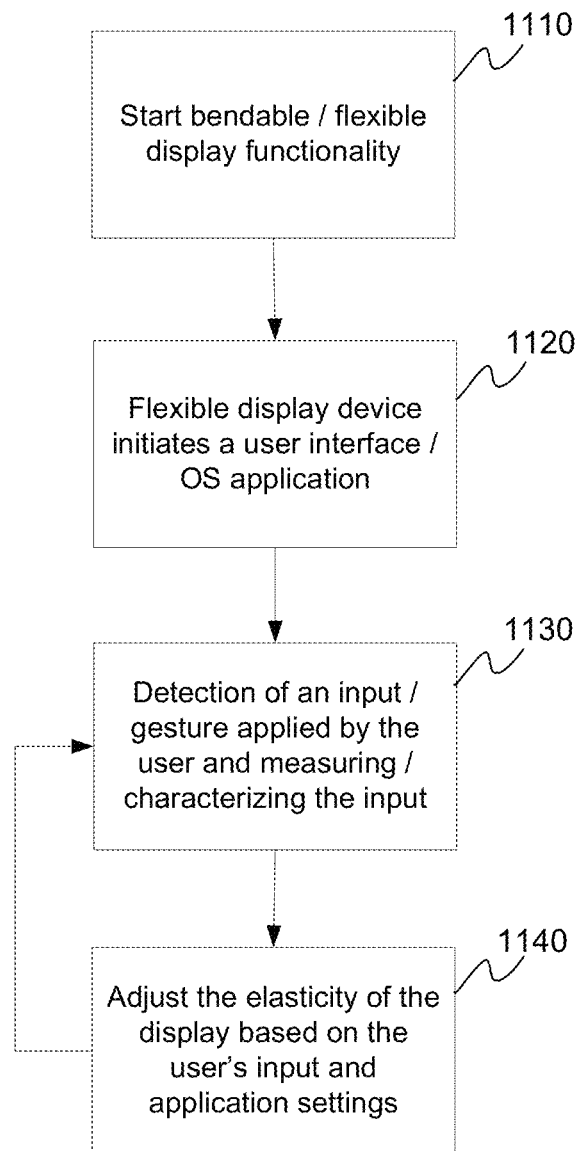 1110
Start bendable / flexible
display functionality
1120
Flexible display device
initiates a user interface /
OS application
1130
Detection of an input /
gesture applied by the
user and measuring /
characterizing the input
1140
Adjust the elasticity of the
display based on the
user's input and
application settings